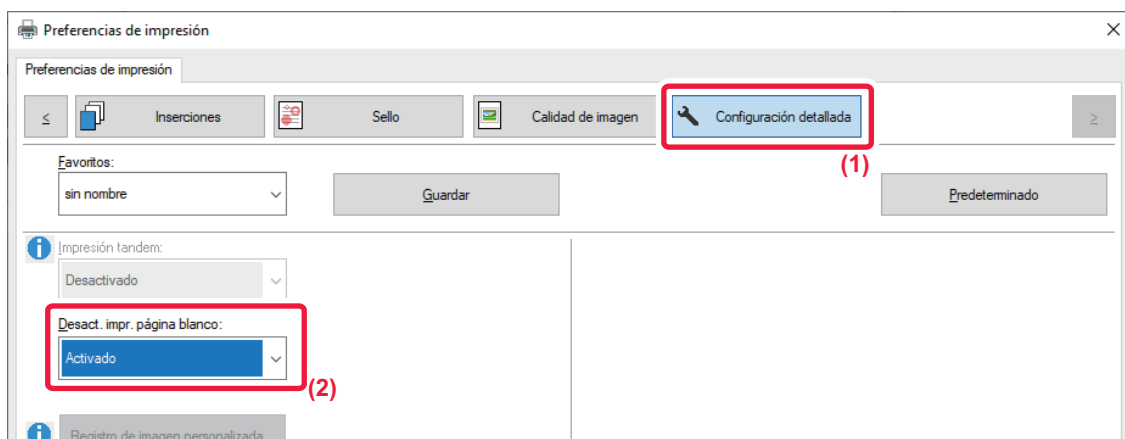 Preferencias de impresión
Preferencias de impresión
< Inserciones Sello Calidad de imagen Configuración detallada >
(1)
Favoritos:
sin nombre Guardar Predeterminado
Impresión tandem:
Desactivado
Desact. impr. página blanco:
Activado
(2)
Registro de imagen personalizada